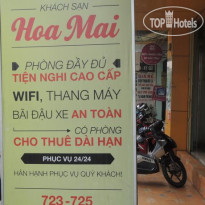 KHÁCH SẠN
Hoa Mai
PHÒNG ĐẦY ĐỦ
TIỆN NGHI CAO CẤP
WIFI, THANG MÁY
BÃI ĐẬU XE AN TOÀN
CÓ PHÒNG
CHO THUÊ DÀI HẠN
PHỤC VỤ 24/24
HÂN HẠNH PHỤC VỤ QUÝ KHÁCH!
723-725
TOP Hotels